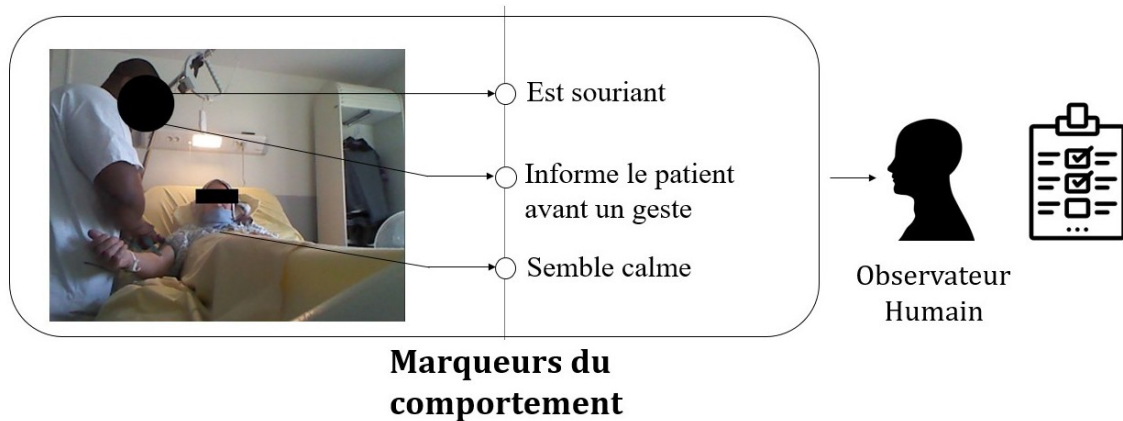 Est souriant
Informe le patient
avant un geste
Semble calme
Observateur
Humain
...
Marqueurs du
comportement